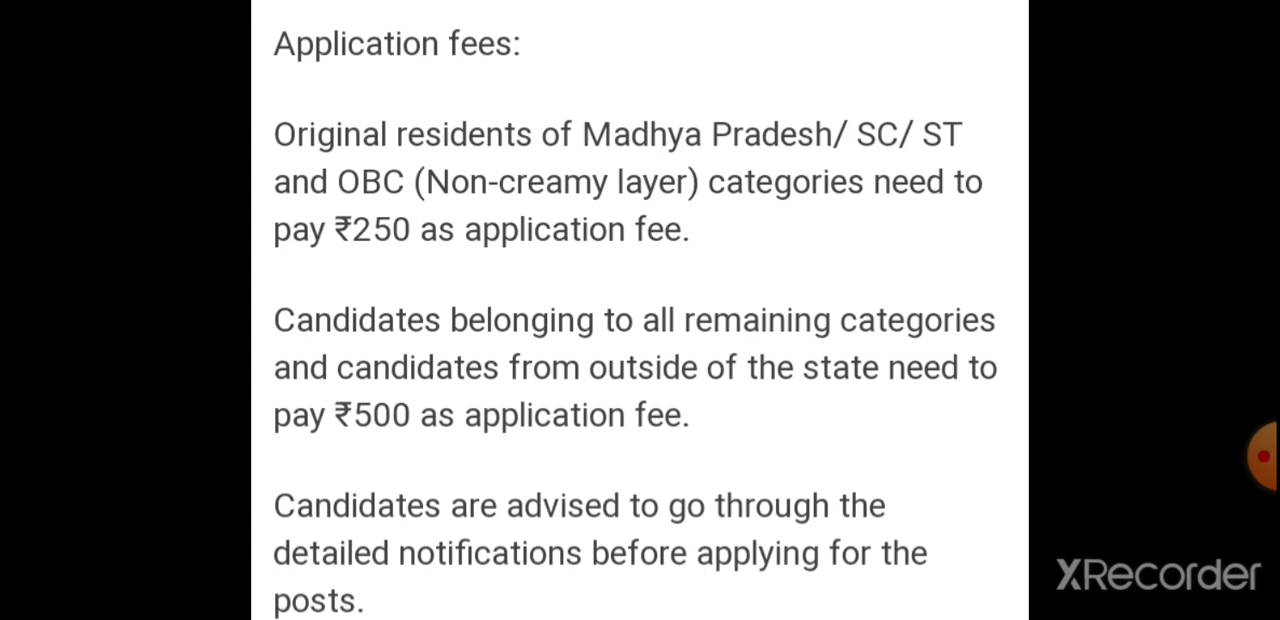 Application fees:
Original residents of Madhya Pradesh/ SC/ ST
and OBC (Non-creamy layer) categories need to
pay ₹250 as application fee.
Candidates belonging to all remaining categories
and candidates from outside of the state need to
pay ₹500 as application fee.
Candidates are advised to go through the
detailed notifications before applying for the
posts.
XRecorder